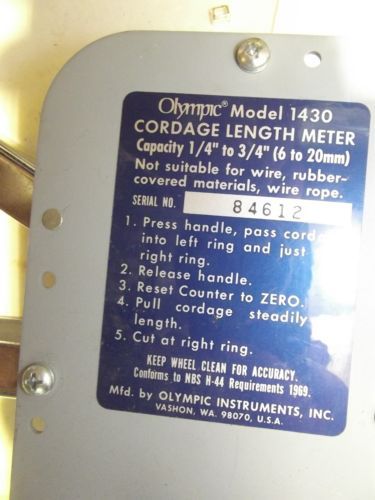 Olympic® Model 1430
CORDAGE LENGTH METER
Capacity 1/4" to 3/4" (6 to 20mm)
Not suitable for wire, rubber-
covered materials, wire rope.
SERIAL NO. 84612
1. Press handle, pass
into left ring and just
right ring.
2. Release handle.
3. Reset Counter to ZERO.
4. Pull cordage steadily
length.
5. Cut at right ring.
KEEP WHEEL CLEAN FOR ACCURACY.
Conforms to NBS H-44 Requirements 1969.
Mfd. by OLYMPIC INSTRUMENTS, INC.
VASHON, WA. 98070, U.S.A.